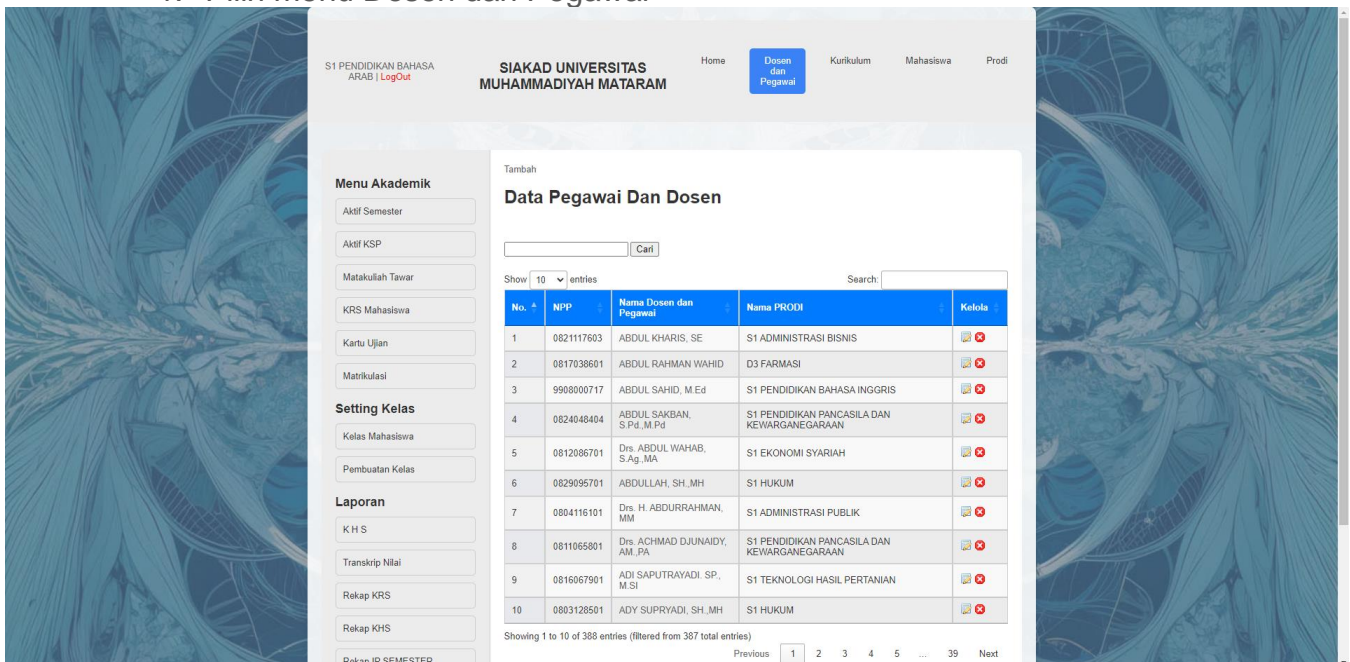 Pilih Menu Dosen dan Pegawai
S1 PENDIDIKAN BAHASA
ARAB | LogOut
SIAKAD UNIVERSITAS
MUHAMMADIYAH MATARAM
Home
Dosen
dan
Pegawai
Kurikulum
Mahasiswa
Prodi
Menu Akademik
Aktif Semester
Aktif KSP
Matakuliah Tawar
KRS Mahasiswa
Kartu Ujian
Matrikulasi
Setting Kelas
Kelas Mahasiswa
Pembuatan Kelas
Laporan
K H S
Transkrip Nilai
Rekap KRS
Rekap KHS
Rekap IP SEMESTER
Tambah
Data Pegawai Dan Dosen
Cari
Show 10 entries
Search:
No. NPP Nama Dosen dan Pegawai Nama PRODI Kelola
1 0821117603 ABDUL KHARIS, SE S1 ADMINISTRASI BISNIS
2 0817038601 ABDUL RAHMAN WAHID D3 FARMASI
3 9908000717 ABDUL SAHID, M.Ed S1 PENDIDIKAN BAHASA INGGRIS
4 0824048404 ABDUL SAKBAN, S.Pd.,M.Pd S1 PENDIDIKAN PANCASILA DAN KEWARGANEGARAAN
5 0812086701 Drs. ABDUL WAHAB, S.Ag.,MA S1 EKONOMI SYARIAH
6 0829095701 ABDULLAH, SH.,MH S1 HUKUM
7 0804116101 Drs. H. ABDURRAHMAN, MM S1 ADMINISTRASI PUBLIK
8 0811065801 Drs. ACHMAD DJUNAIDY, AM.,PA S1 PENDIDIKAN PANCASILA DAN KEWARGANEGARAAN
9 0816067901 ADI SAPUTRAYADI. SP., M.SI S1 TEKNOLOGI HASIL PERTANIAN
10 0803128501 ADY SUPRYADI, SH.,MH S1 HUKUM
Showing 1 to 10 of 388 entries (filtered from 387 total entries)
Previous 1 2 3 4 5 ... 39 Next